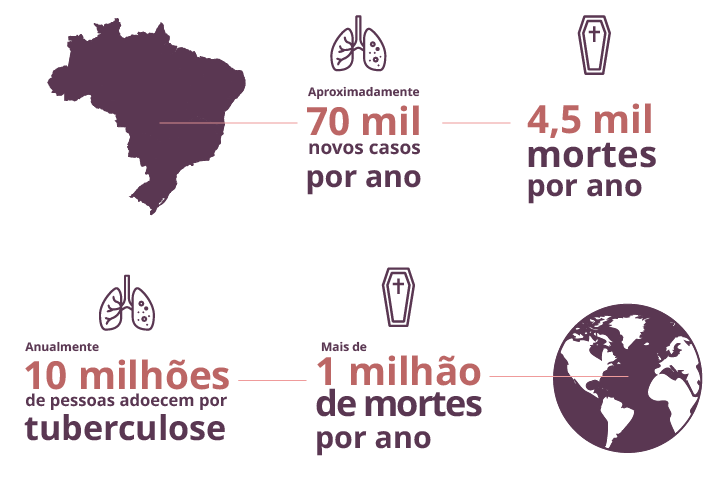 Aproximadamente
70 mil
novos casos
por ano
4,5 mil
mortes
por ano
Anualmente
10 milhões
de pessoas adoecem por
tuberculose
Mais de
1 milhão
de mortes
por ano